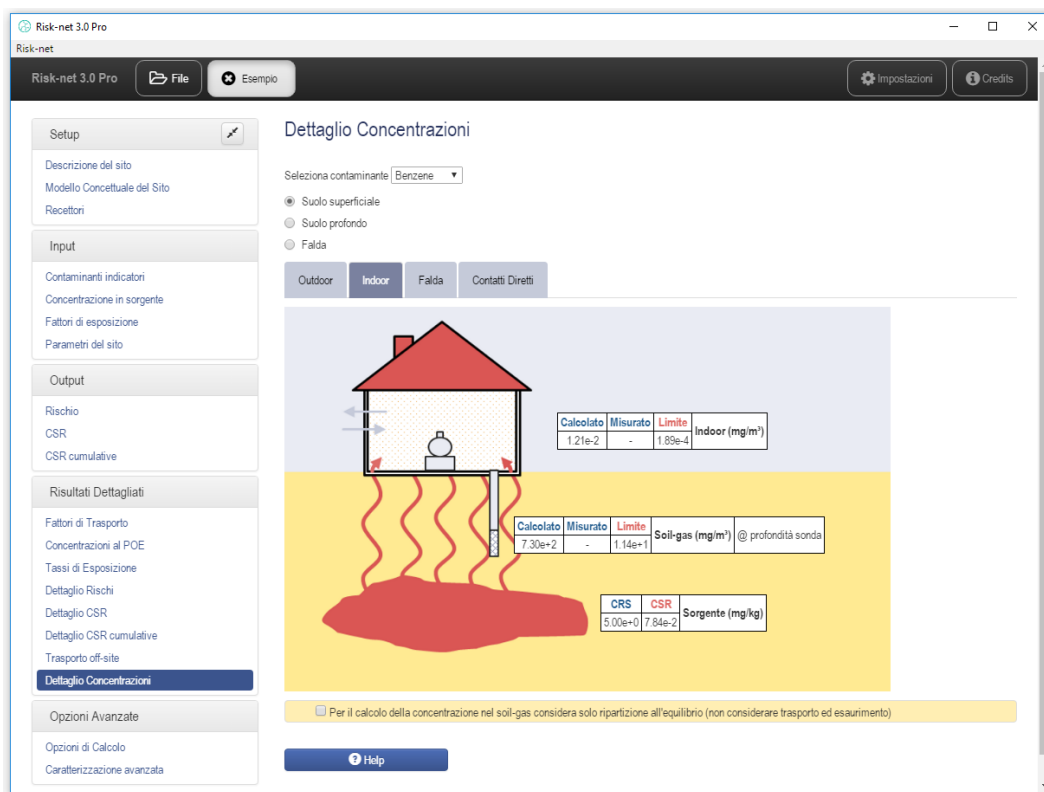 Risk-net 3.0 Pro
Risk-net
Risk-net 3.0 Pro File Esempio Impostazioni Credits
Setup
Descrizione del sito
Modello Concettuale del Sito
Recettori
Input
Contaminanti indicatori
Concentrazione in sorgente
Fattori di esposizione
Parametri del sito
Output
Rischio
CSR
CSR cumulative
Risultati Dettagliati
Fattori di Trasporto
Concentrazioni al POE
Tassi di Esposizione
Dettaglio Rischi
Dettaglio CSR
Dettaglio CSR cumulative
Trasporto off-site
Dettaglio Concentrazioni
Opzioni Avanzate
Opzioni di Calcolo
Caratterizzazione avanzata
Dettaglio Concentrazioni
Seleziona contaminante Benzene
Suolo superficiale
Suolo profondo
Falda
Outdoor Indoor Falda Contatti Diretti
Calcolato Misurato Limite Indoor (mg/m³)
1.21e-2 - 1.89e-4
Calcolato Misurato Limite Soil-gas (mg/m³) @ profondità sonda
7.30e+2 - 1.14e+1
CRS CSR Sorgente (mg/kg)
5.00e+0 7.84e-2
Per il calcolo della concentrazione nel soil-gas considera solo ripartizione all'equilibrio (non considerare trasporto ed esaurimento)
Help